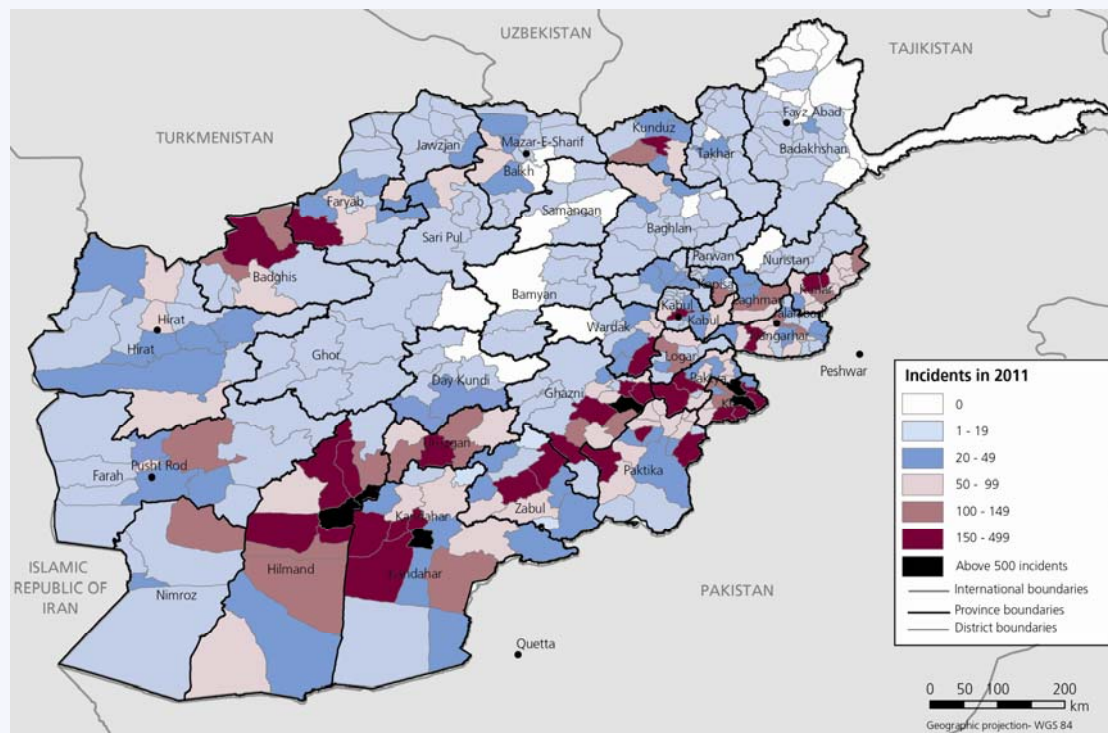 UZBEKISTAN
TAJIKISTAN
TURKMENISTAN
Fayz Abad
Kunduz
Mazar-E-Sharif
Jawzjan
Takhar
Badakhshan
Balkh
Faryab
Samangan
Sari Pul
Baghlan
Parwan
Nuristan
Badghis
Kapisa
Bamyan
Laghman
Kabul
Hirat
Wardak
Kabul
Hirat
Nangarhar
Ghor
Logar
Peshwar
Day Kundi
Ghazni
Paktya
Farah
Pusht Rod
Paktika
Zabul
Kandahar
ISLAMIC
REPUBLIC OF
IRAN
Hilmand
Kandahar
Nimroz
PAKISTAN
Quetta
Incidents in 2011
0
1 - 19
20 - 49
50 - 99
100 - 149
150 - 499
Above 500 incidents
International boundaries
Province boundaries
District boundaries
0 50 100 150 200
km
Geographic projection- WGS 84